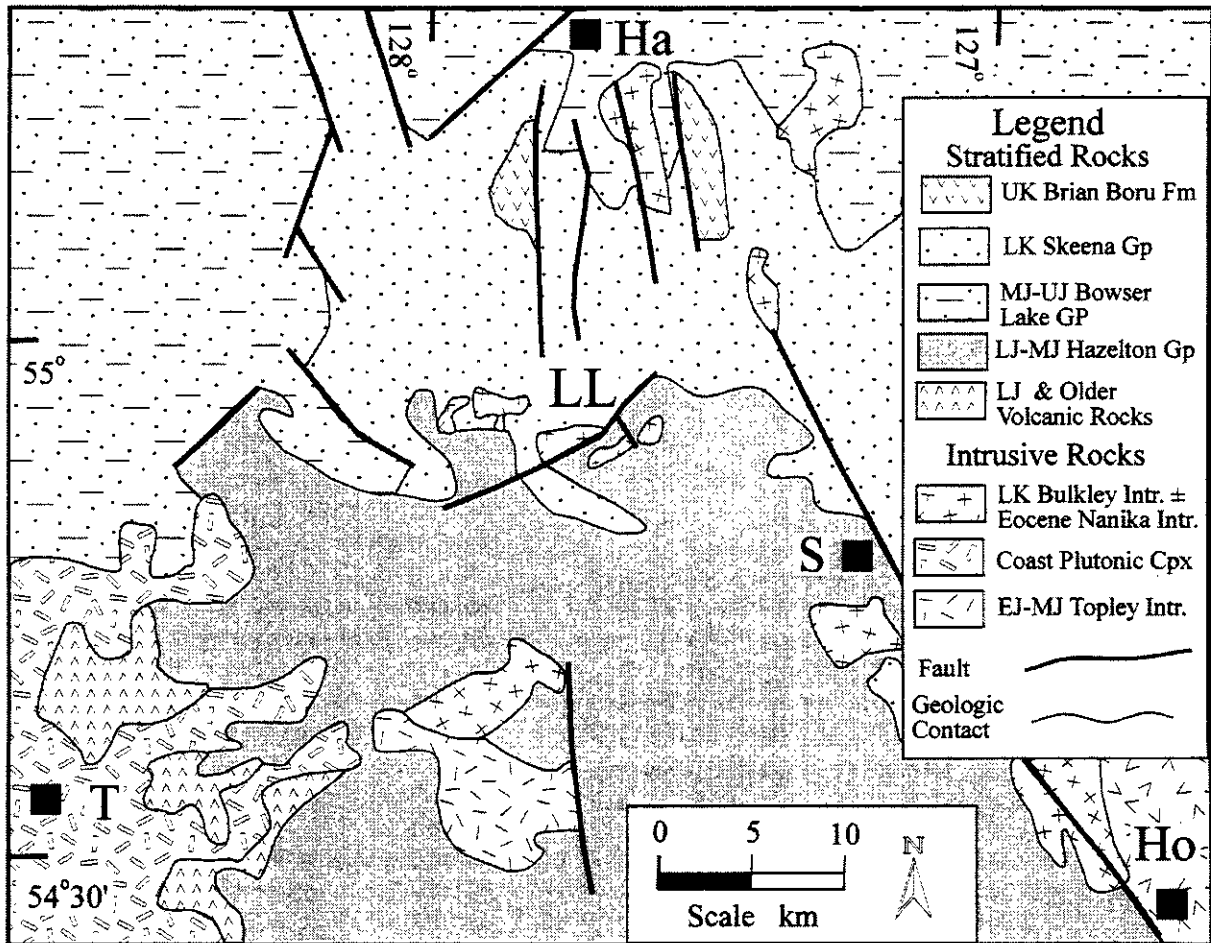 Ha
128°
127°
Legend
Stratified Rocks
UK Brian Boru Fm
LK Skeena Gp
MJ-UJ Bowser
Lake GP
LJ-MJ Hazelton Gp
LJ & Older
Volcanic Rocks
Intrusive Rocks
LK Bulkley Intr. ±
Eocene Nanika Intr.
Coast Plutonic Cpx
EJ-MJ Topley Intr.
Fault
Geologic
Contact
55°
LL
S
T
54°30'
0 5 10
Scale km
N
Ho